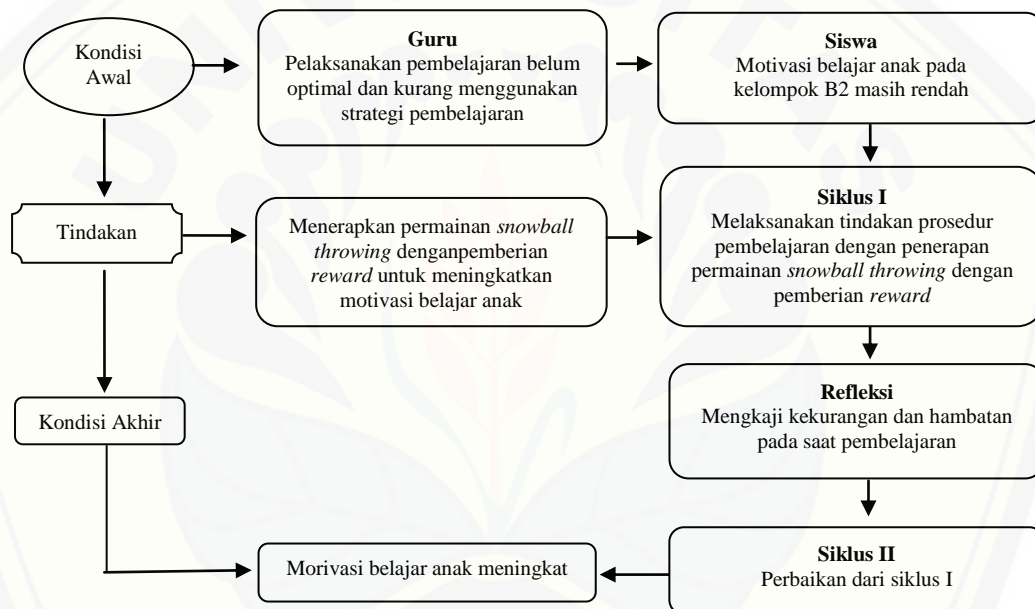 Kondisi
Awal
Guru
Pelaksanakan pembelajaran belum
optimal dan kurang menggunakan
strategi pembelajaran
Siswa
Motivasi belajar anak pada
kelompok B2 masih rendah
Tindakan
Menerapkan permainan snowball
throwing denganpemberian
reward untuk meningkatkan
motivasi belajar anak
Siklus I
Melaksanakan tindakan prosedur
pembelajaran dengan penerapan
permainan snowball throwing dengan
pemberian reward
Refleksi
Mengkaji kekurangan dan hambatan
pada saat pembelajaran
Kondisi Akhir
Morivasi belajar anak meningkat
Siklus II
Perbaikan dari siklus I